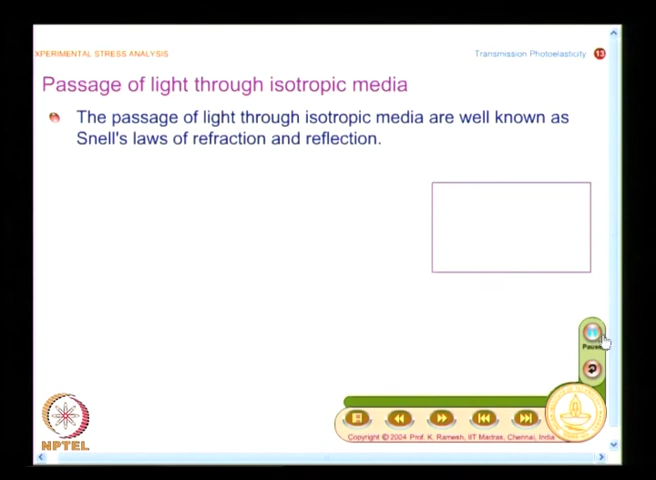 XPERIMENTAL STRESS ANALYSIS
Transmission Photoelasticity 13
Passage of light through isotropic media
The passage of light through isotropic media are well known as
Snell's laws of refraction and reflection.
Pause
NPTEL
Copyright © 2004 Prof. K. Ramesh, IIT Madras, Chennai, India